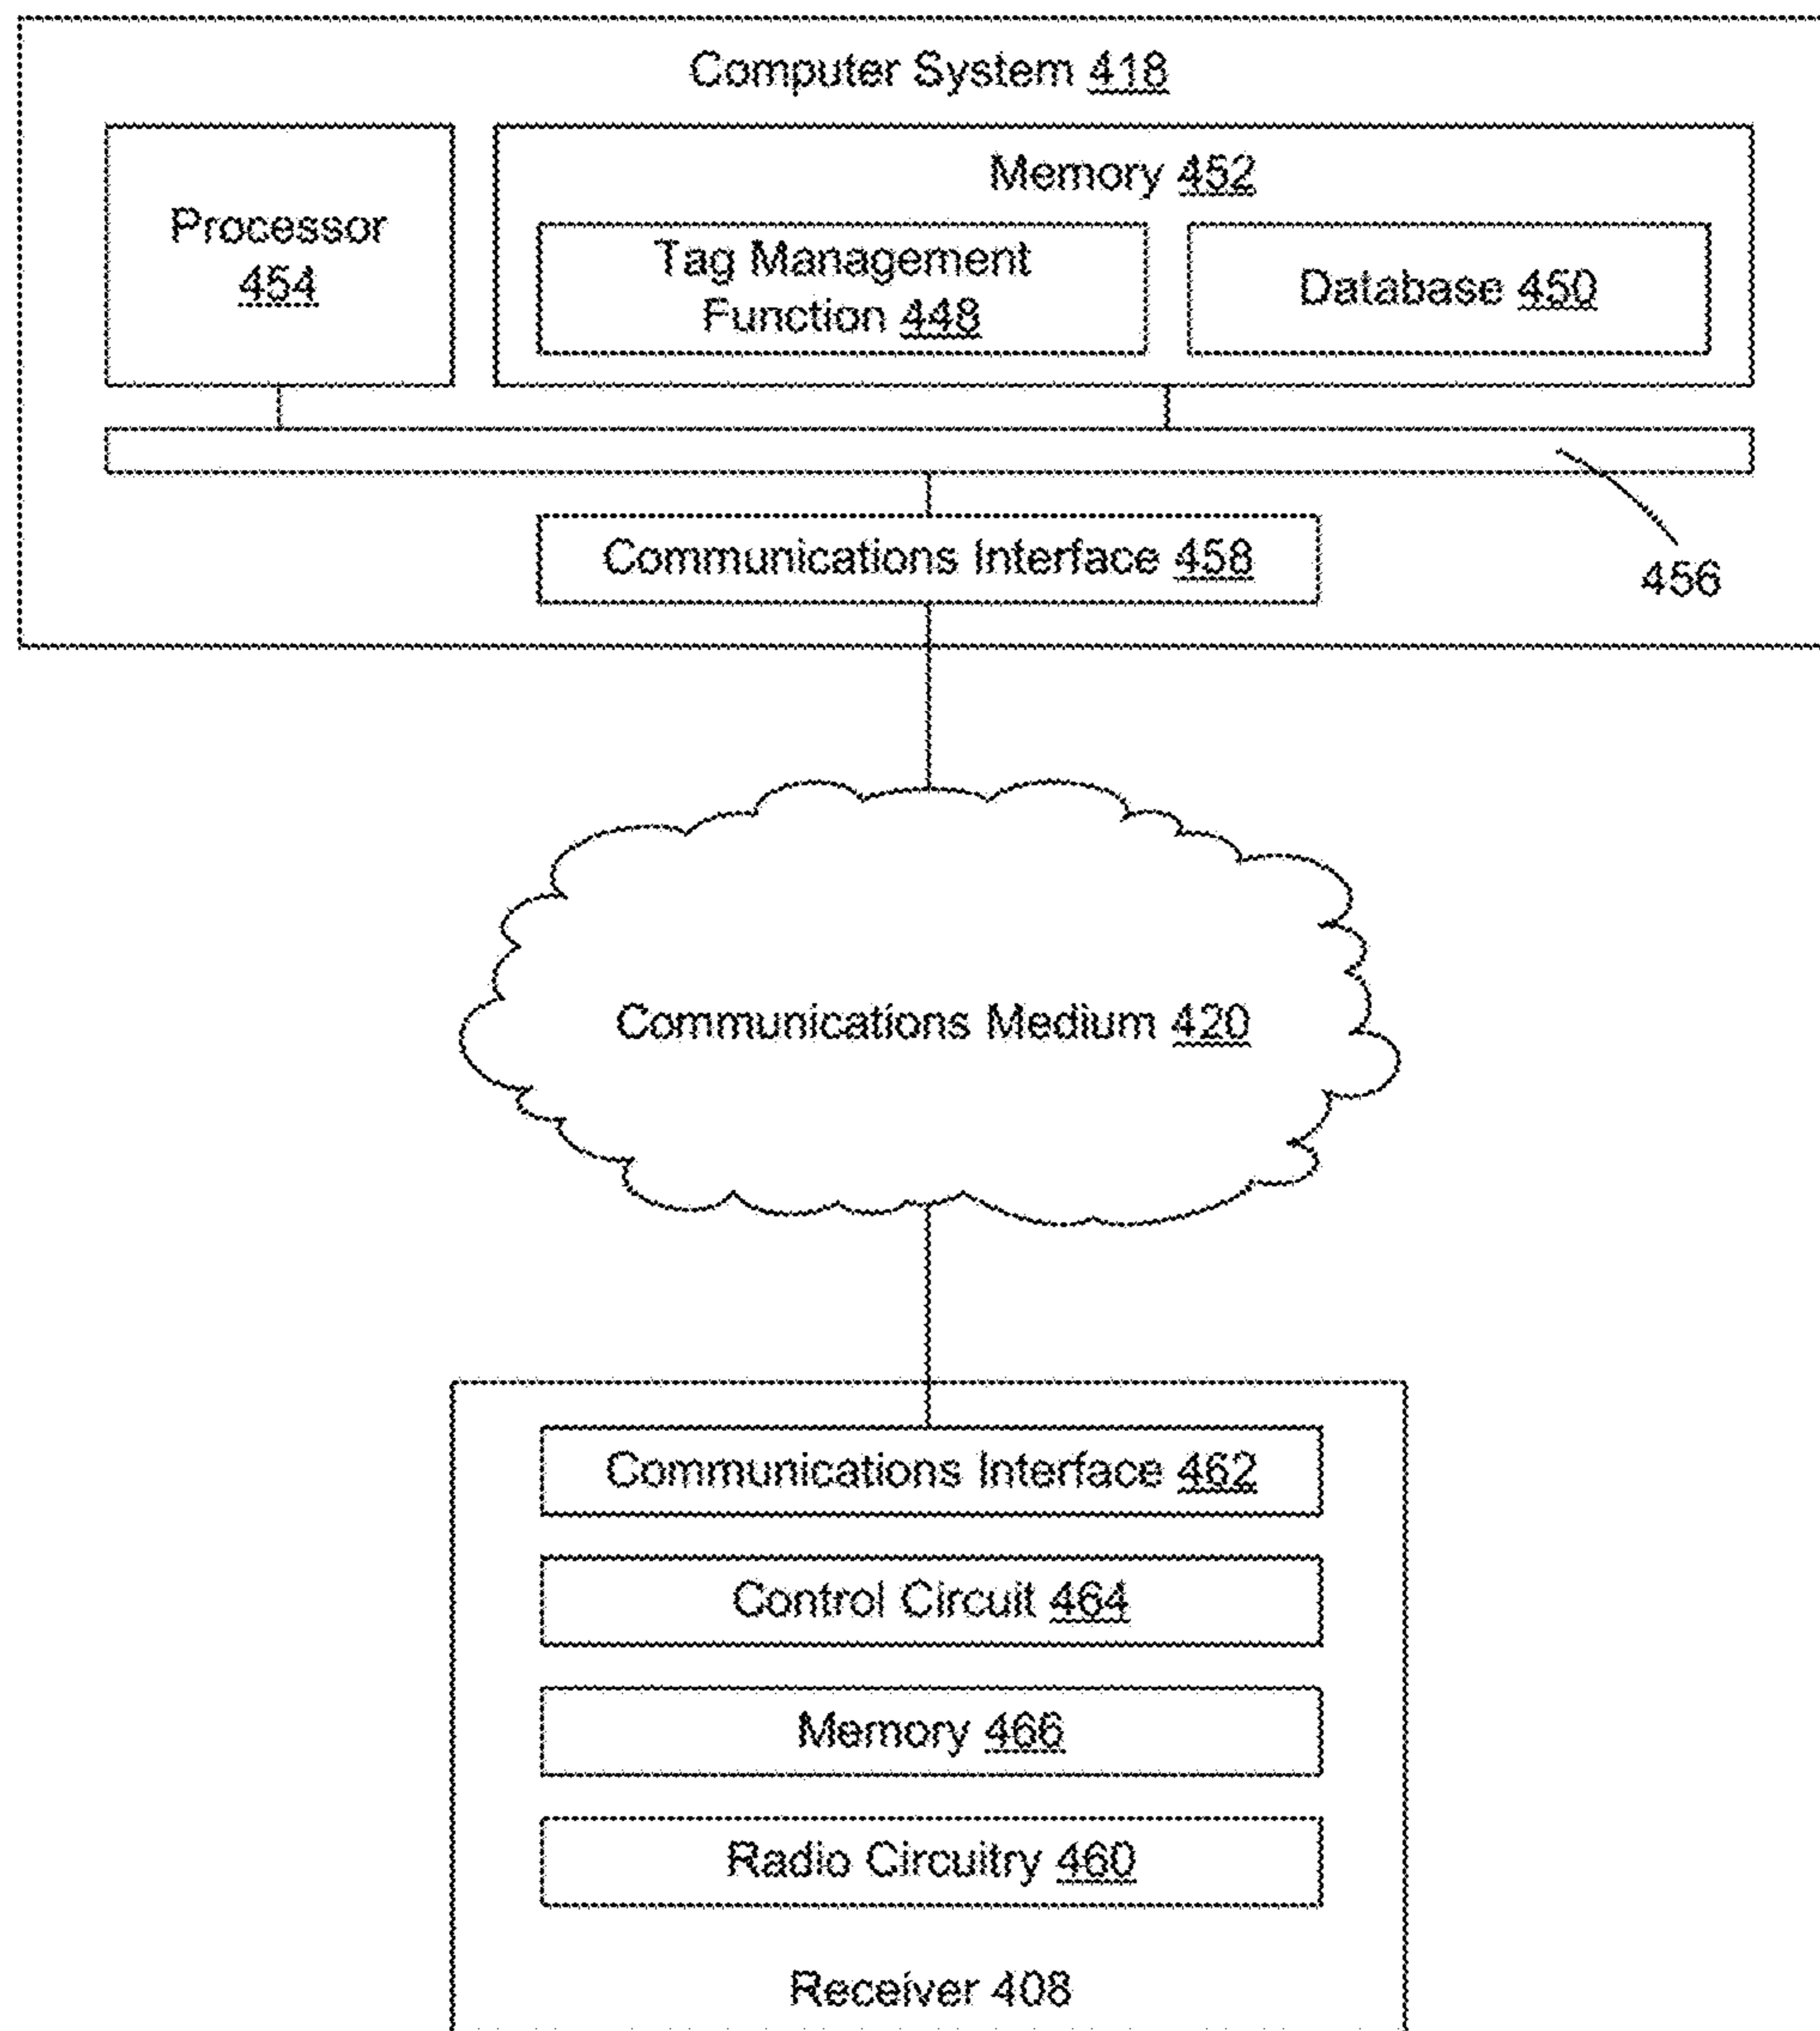 Computer System 418
Memory 452
Processor
454
Tag Management
Function 448
Database 450
Communications Interface 458
456
Communications Medium 420
Communications Interface 462
Control Circuit 464
Memory 466
Radio Circuitry 460
Receiver 408